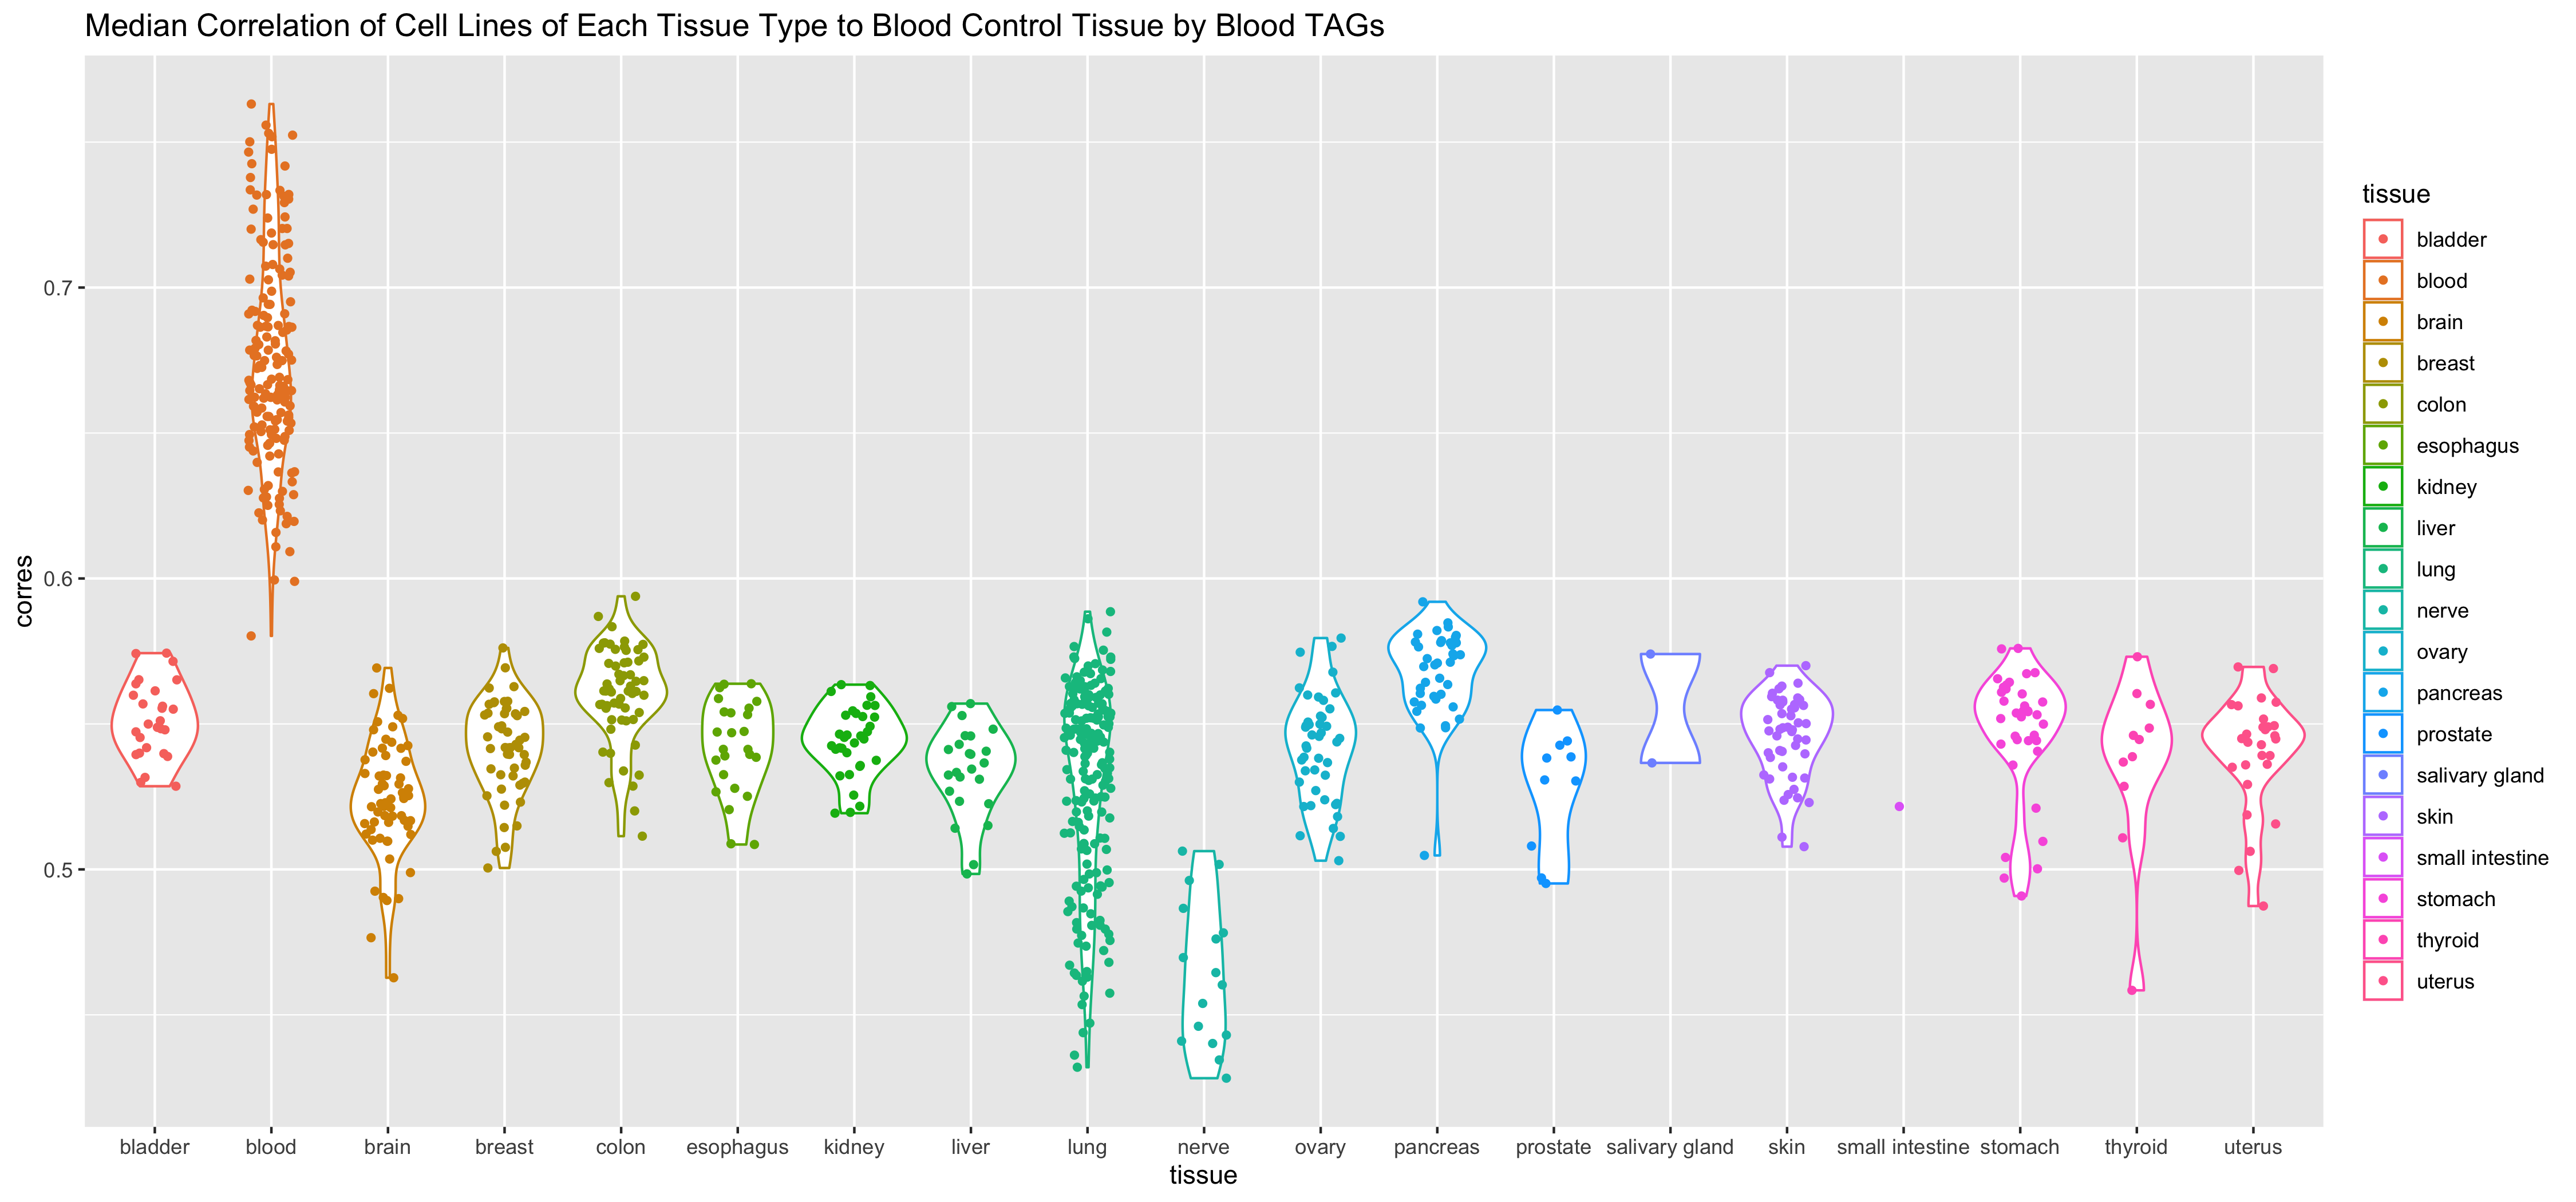 Median Correlation of Cell Lines of Each Tissue Type to Blood Control Tissue by Blood TAGs
corres
0.7
0.6
0.5
bladder blood brain breast colon esophagus kidney liver lung nerve ovary pancreas prostate salivary gland skin small intestine stomach thyroid uterus
tissue
tissue
bladder
blood
brain
breast
colon
esophagus
kidney
liver
lung
nerve
ovary
pancreas
prostate
salivary gland
skin
small intestine
stomach
thyroid
uterus